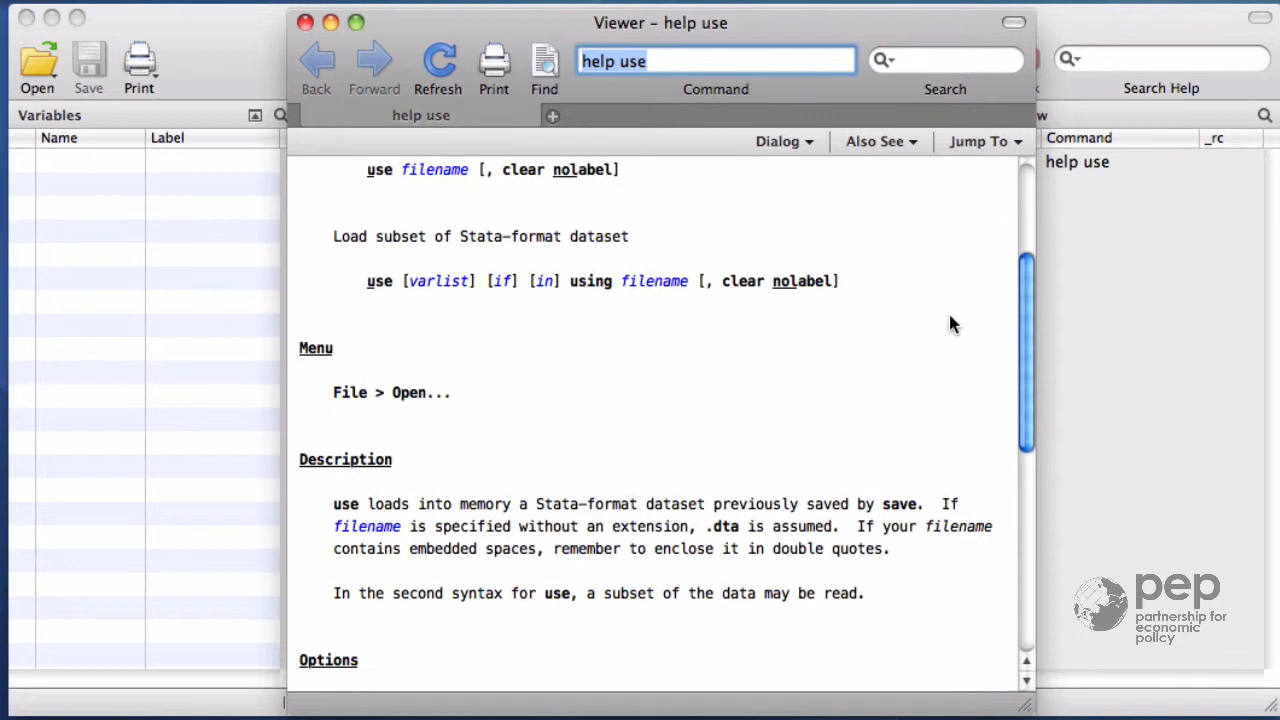 Viewer – help use
help use
Open
Save
Print
Back
Forward
Refresh
Print
Find
Command
Search
Search Help
Variables
help use
w
Name
Label
Dialog
Also See
Jump To
Command
_rc
help use
use filename [, clear nolabel]
Load subset of Stata-format dataset
use [varlist] [if] [in] using filename [, clear nolabel]
Menu
File > Open...
Description
use loads into memory a Stata-format dataset previously saved by save. If
filename is specified without an extension, .dta is assumed. If your filename
contains embedded spaces, remember to enclose it in double quotes.
In the second syntax for use, a subset of the data may be read.
Options
pep
partnership for
economic
policy